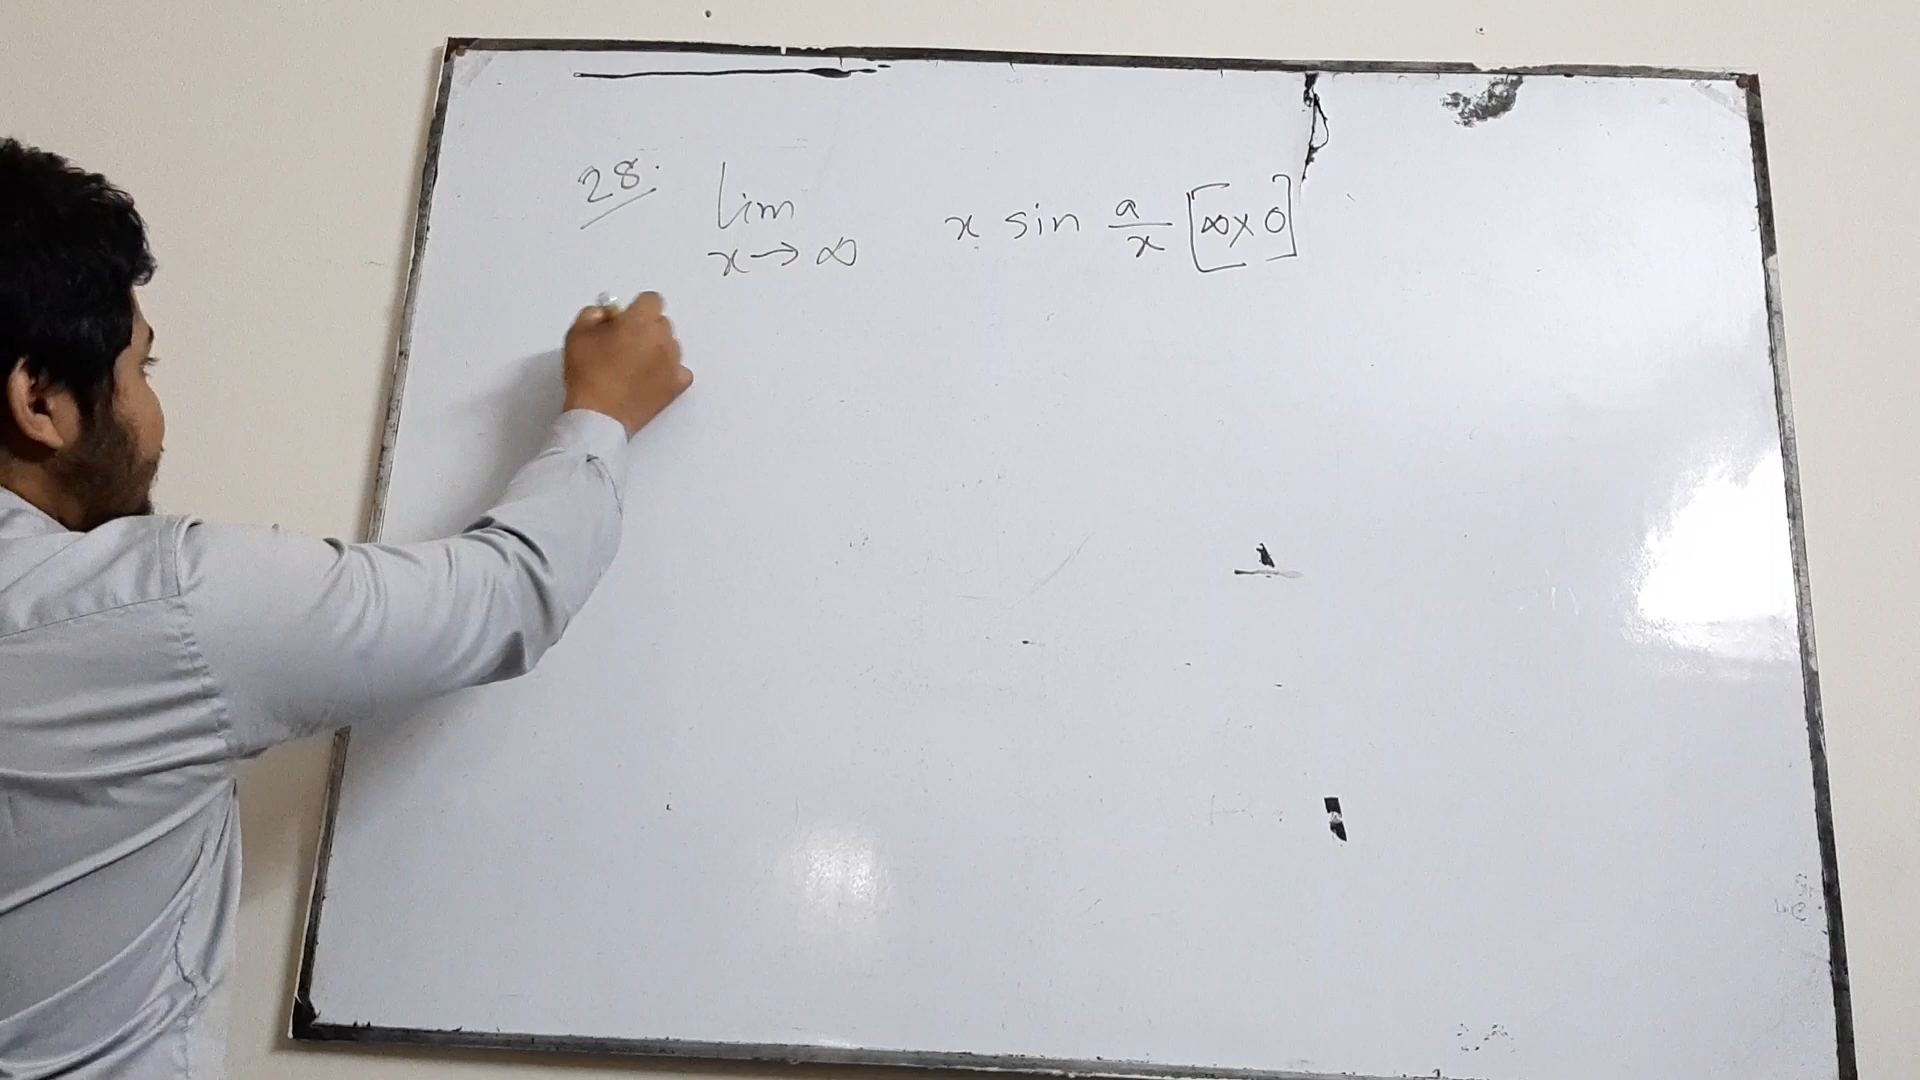 28. lim x→∞ x sin a/x [∞×0]